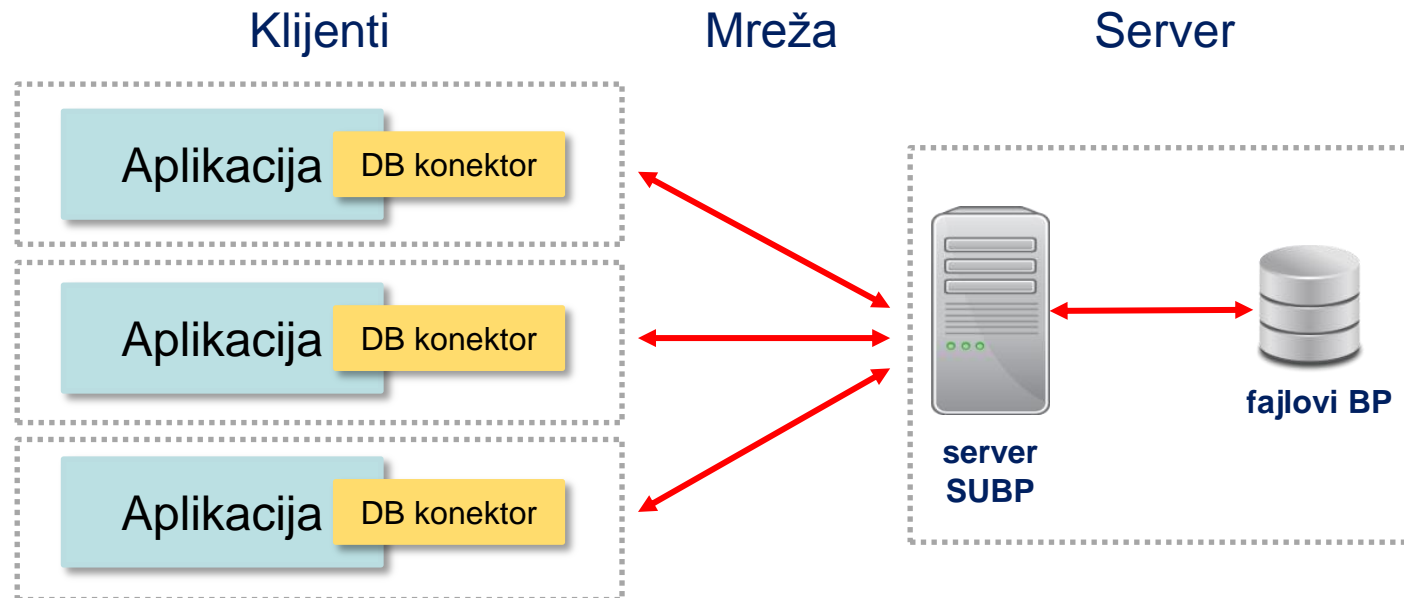 Klijenti
Mreža
Server
Aplikacija
DB konektor
Aplikacija
DB konektor
Aplikacija
DB konektor
server
SUBP
fajlovi BP